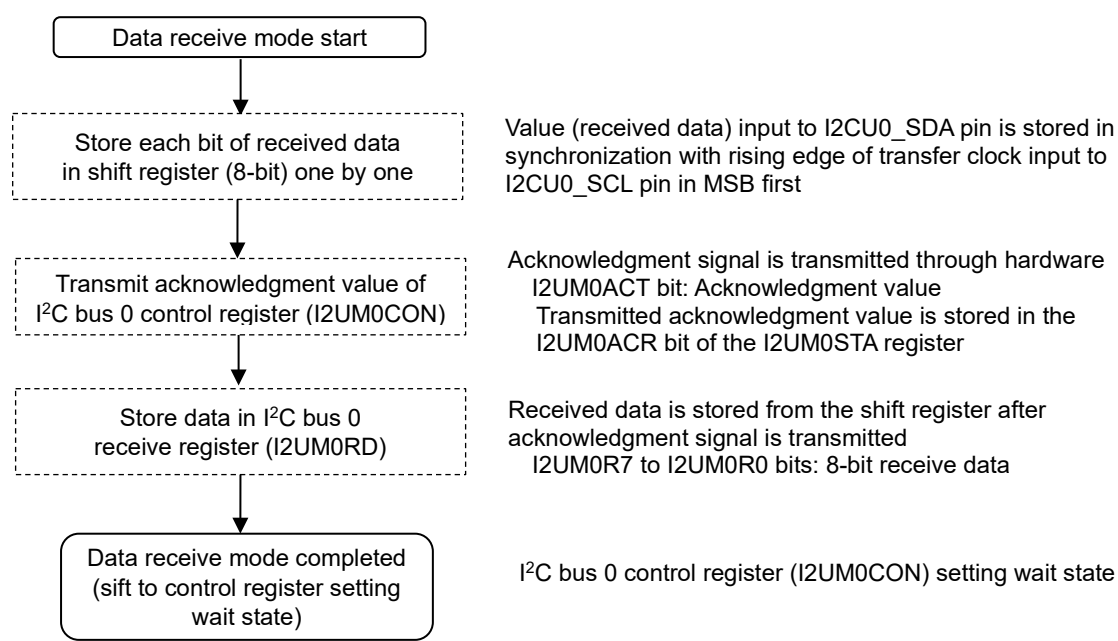 Data receive mode start
Store each bit of received data
in shift register (8-bit) one by one
Value (received data) input to I2CU0_SDA pin is stored in
synchronization with rising edge of transfer clock input to
I2CU0_SCL pin in MSB first
Transmit acknowledgment value of
I²C bus 0 control register (I2UM0CON)
Acknowledgment signal is transmitted through hardware
I2UM0ACT bit: Acknowledgment value
Transmitted acknowledgment value is stored in the
I2UM0ACR bit of the I2UM0STA register
Store data in I²C bus 0
receive register (I2UM0RD)
Received data is stored from the shift register after
acknowledgment signal is transmitted
I2UM0R7 to I2UM0R0 bits: 8-bit receive data
Data receive mode completed
(sift to control register setting
wait state)
I²C bus 0 control register (I2UM0CON) setting wait state